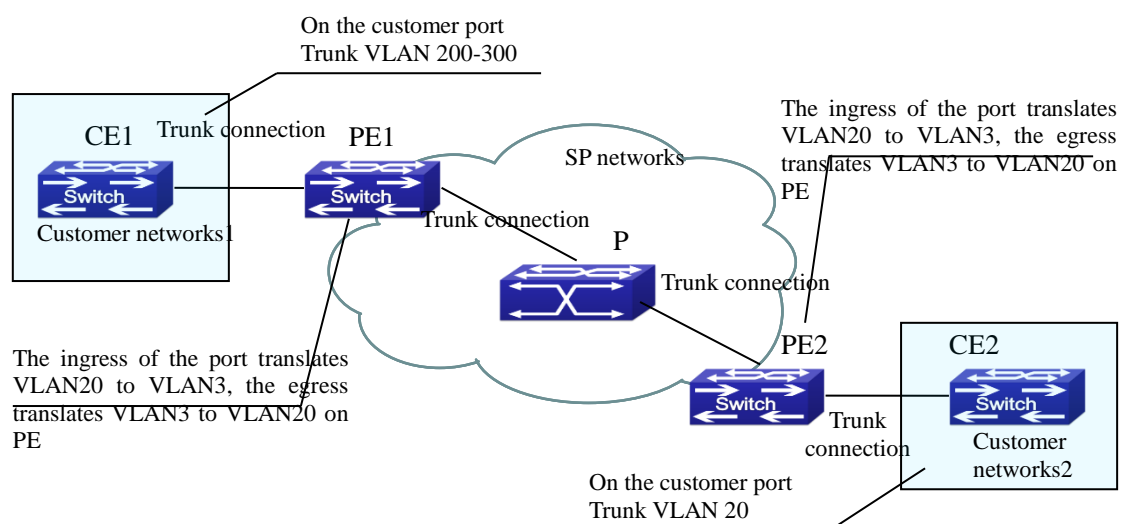 On the customer port
Trunk VLAN 200-300
CE1
Trunk connection
PE1
Switch
Switch
Customer networks1
SP networks
Trunk connection
P
Trunk connection
The ingress of the port translates
VLAN20 to VLAN3, the egress
translates VLAN3 to VLAN20 on
PE
The ingress of the port translates
VLAN20 to VLAN3, the egress
translates VLAN3 to VLAN20 on
PE
PE2
CE2
Switch
Switch
Trunk
connection
Customer
networks2
On the customer port
Trunk VLAN 20